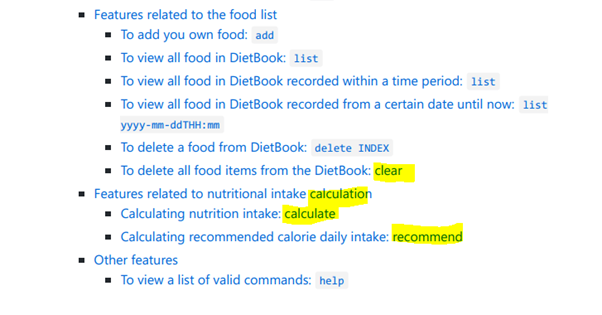 Features related to the food list
To add you own food: add
To view all food in DietBook: list
To view all food in DietBook recorded within a time period: list
To view all food in DietBook recorded from a certain date until now: list
yyyy-mm-ddTHH:mm
To delete a food from DietBook: delete INDEX
To delete all food items from the DietBook: clear
Features related to nutritional intake calculation
Calculating nutrition intake: calculate
Calculating recommended calorie daily intake: recommend
Other features
To view a list of valid commands: help